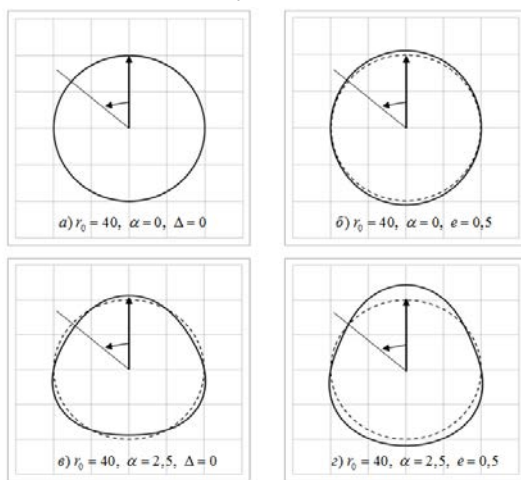 а) r₀ = 40, α = 0, Δ = 0
б) r₀ = 40, α = 0, e = 0,5
в) r₀ = 40, α = 2,5, Δ = 0
г) r₀ = 40, α = 2,5, e = 0,5